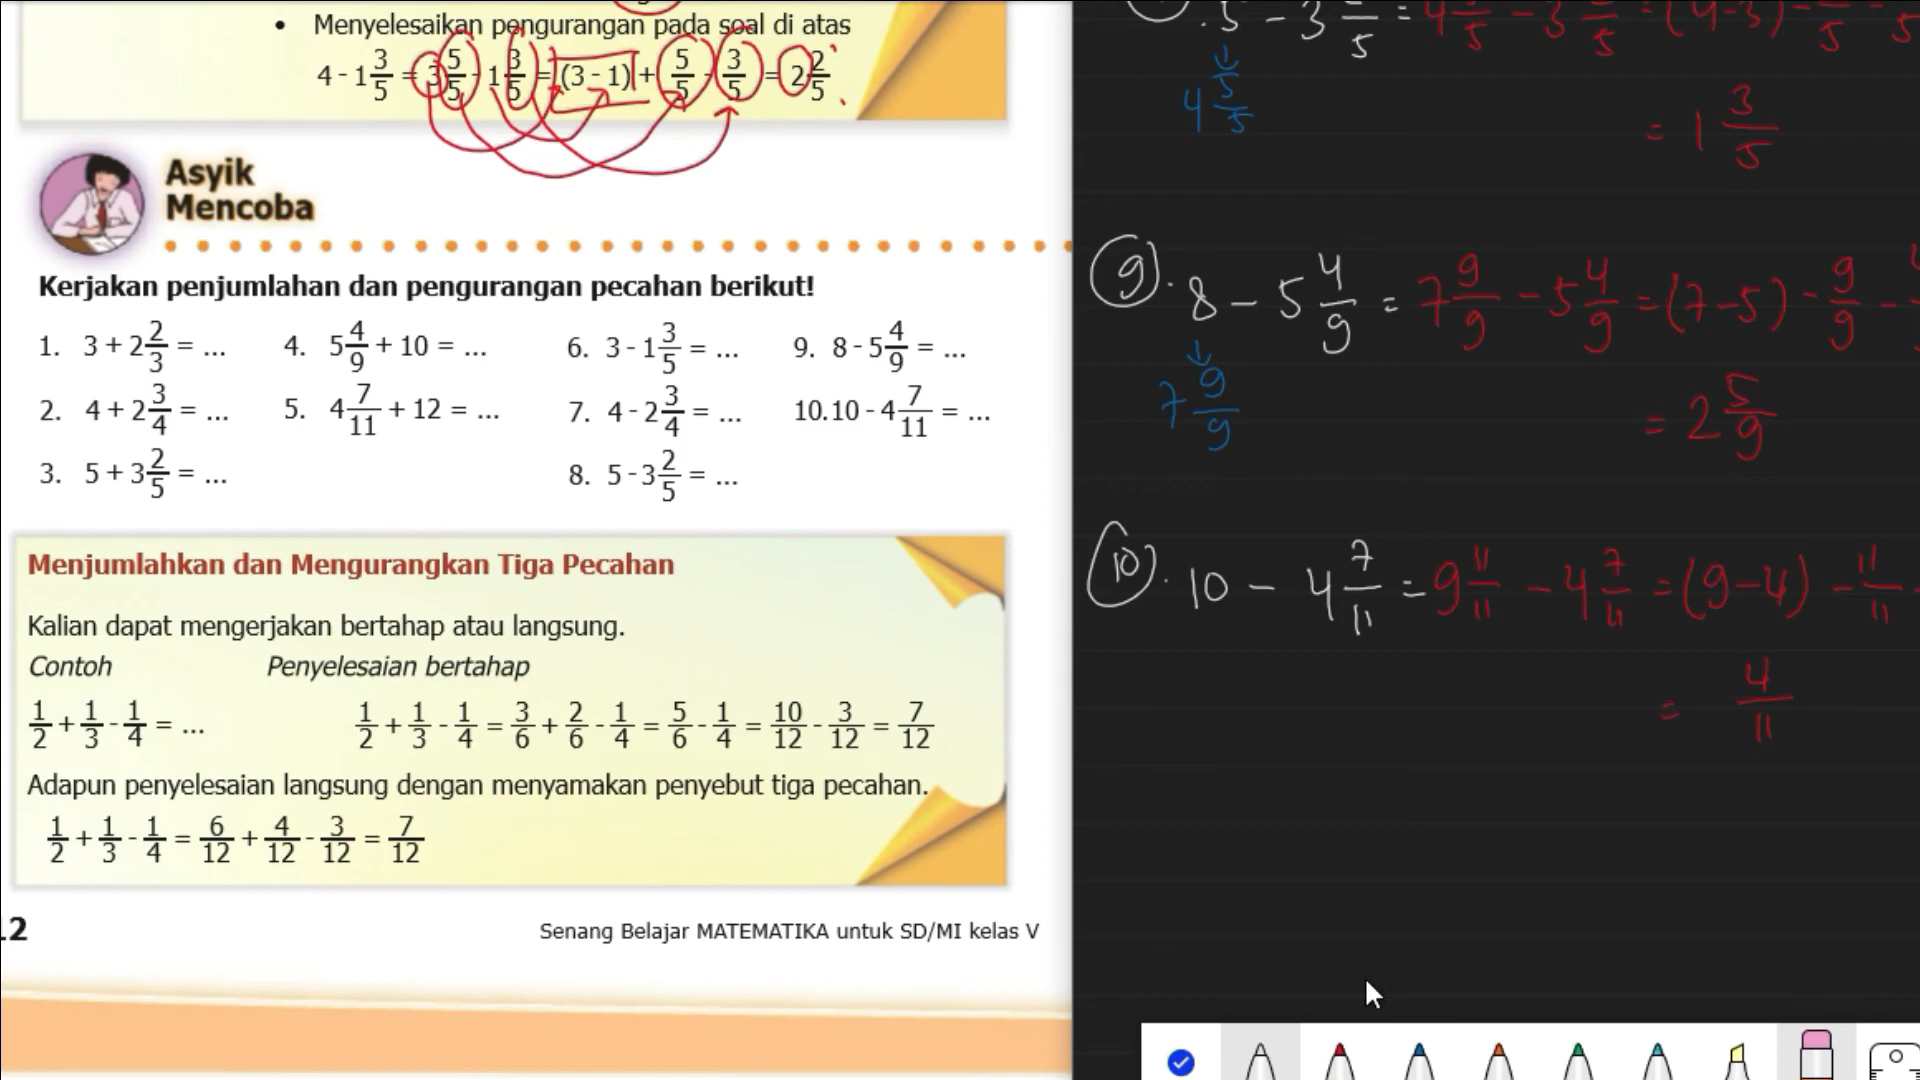 • Menyelesaikan pengurangan pada soal di atas
4 - 1 3/5 = 3 5/5 - 1 3/5 = (3 - 1) + 5/5 - 3/5 = 2 2/5
Asyik
Mencoba
Kerjakan penjumlahan dan pengurangan pecahan berikut!
1. 3 + 2 2/3 = ...
2. 4 + 2 3/4 = ...
3. 5 + 3 2/5 = ...
4. 5 4/9 + 10 = ...
5. 4 7/11 + 12 = ...
6. 3 - 1 3/5 = ...
7. 4 - 2 3/4 = ...
8. 5 - 3 2/5 = ...
9. 8 - 5 4/9 = ...
10. 10 - 4 7/11 = ...
Menjumlahkan dan Mengurangkan Tiga Pecahan
Kalian dapat mengerjakan bertahap atau langsung.
Contoh Penyelesaian bertahap
1/2 + 1/3 - 1/4 = ... 1/2 + 1/3 - 1/4 = 3/6 + 2/6 - 1/4 = 5/6 - 1/4 = 10/12 - 3/12 = 7/12
Adapun penyelesaian langsung dengan menyamakan penyebut tiga pecahan.
1/2 + 1/3 - 1/4 = 6/12 + 4/12 - 3/12 = 7/12
12 Senang Belajar MATEMATIKA untuk SD/MI kelas V
4 5/5
= 1 3/5
9. 8 - 5 4/9 = 7 9/9 - 5 4/9 = (7 - 5) - 9/9 -
7 9/9
= 2 5/9
10. 10 - 4 7/11 = 9 11/11 - 4 7/11 = (9 - 4) - 11/11 -
= 4/11